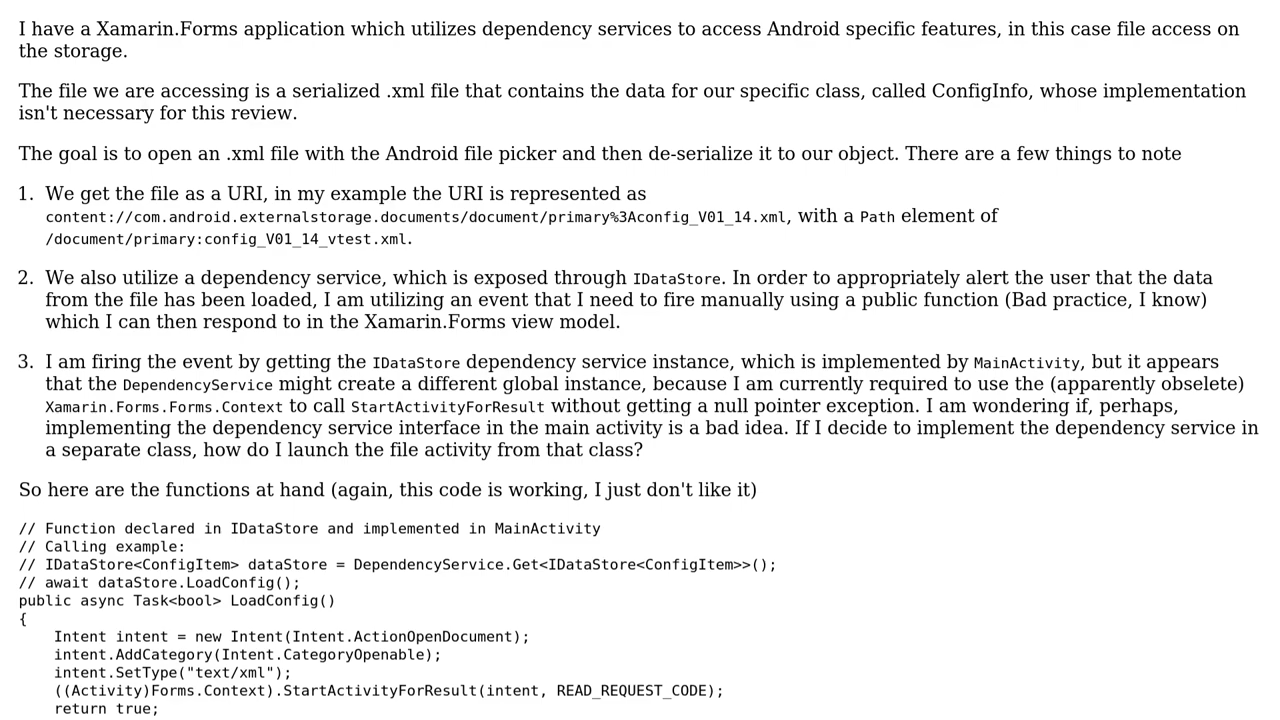 I have a Xamarin.Forms application which utilizes dependency services to access Android specific features, in this case file access on
the storage.
The file we are accessing is a serialized .xml file that contains the data for our specific class, called ConfigInfo, whose implementation
isn't necessary for this review.
The goal is to open an .xml file with the Android file picker and then de-serialize it to our object. There are a few things to note
1. We get the file as a URI, in my example the URI is represented as
content://com.android.externalstorage.documents/document/primary%3Aconfig_V01_14.xml, with a Path element of
/document/primary:config_V01_14_vtest.xml.
2. We also utilize a dependency service, which is exposed through IDataStore. In order to appropriately alert the user that the data
from the file has been loaded, I am utilizing an event that I need to fire manually using a public function (Bad practice, I know)
which I can then respond to in the Xamarin.Forms view model.
3. I am firing the event by getting the IDataStore dependency service instance, which is implemented by MainActivity, but it appears
that the DependencyService might create a different global instance, because I am currently required to use the (apparently obselete)
Xamarin.Forms.Forms.Context to call StartActivityForResult without getting a null pointer exception. I am wondering if, perhaps,
implementing the dependency service interface in the main activity is a bad idea. If I decide to implement the dependency service in
a separate class, how do I launch the file activity from that class?
So here are the functions at hand (again, this code is working, I just don't like it)
// Function declared in IDataStore and implemented in MainActivity
// Calling example:
// IDataStore<ConfigItem> dataStore = DependencyService.Get<IDataStore<ConfigItem>>();
// await dataStore.LoadConfig();
public async Task<bool> LoadConfig()
{
    Intent intent = new Intent(Intent.ActionOpenDocument);
    intent.AddCategory(Intent.CategoryOpenable);
    intent.SetType("text/xml");
    ((Activity)Forms.Context).StartActivityForResult(intent, READ_REQUEST_CODE);
    return true;